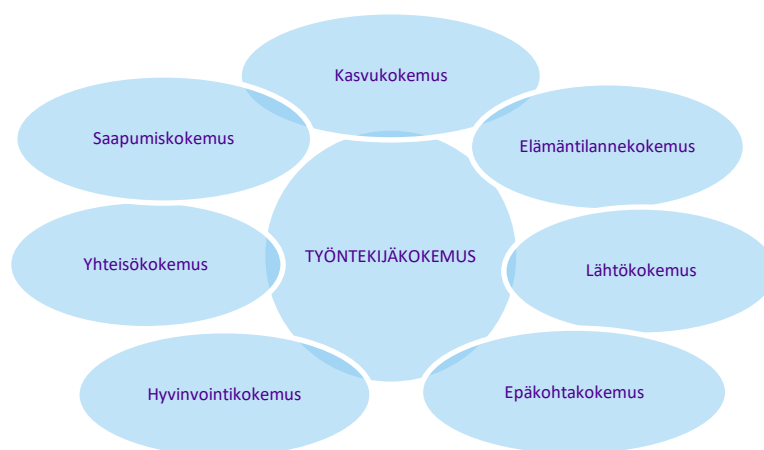 Kasvukokemus
Saapumiskokemus
Elämäntilannekokemus
TYÖNTEKIJÄKOKEMUS
Yhteisökokemus
Lähtökokemus
Hyvinvointikokemus
Epäkohtakokemus